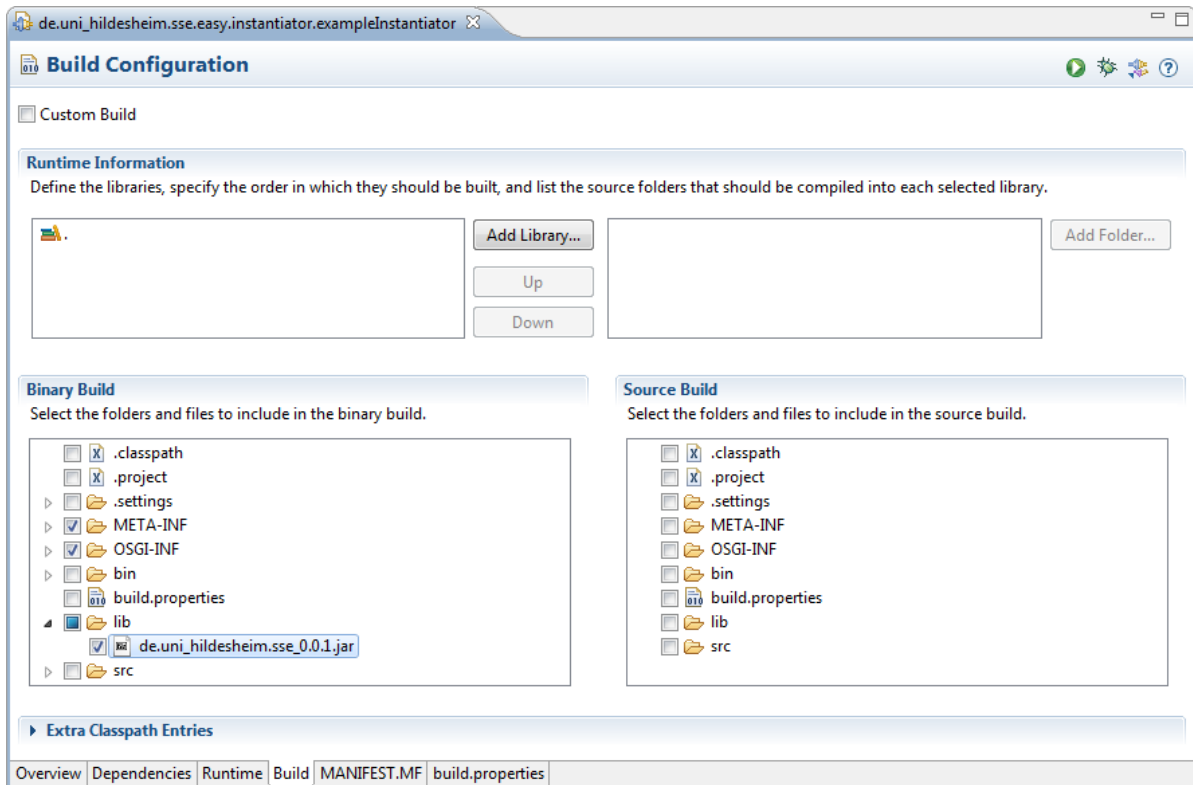 de.uni_hildesheim.sse.easy.instantiator.exampleInstantiator
Build Configuration
Custom Build
Runtime Information
Define the libraries, specify the order in which they should be built, and list the source folders that should be compiled into each selected library.
.
Add Library...
Up
Down
Add Folder...
Binary Build
Select the folders and files to include in the binary build.
.classpath
.project
.settings
META-INF
OSGI-INF
bin
build.properties
lib
de.uni_hildesheim.sse_0.0.1.jar
src
Source Build
Select the folders and files to include in the source build.
.classpath
.project
.settings
META-INF
OSGI-INF
bin
build.properties
lib
src
Extra Classpath Entries
Overview Dependencies Runtime Build MANIFEST.MF build.properties